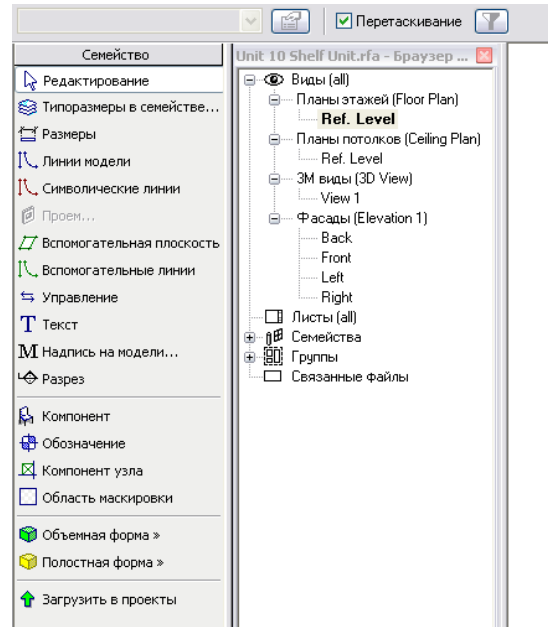 Перетаскивание
Семейство
Редактирование
Типоразмеры в семействе...
Размеры
Линии модели
Символические линии
Проем...
Вспомогательная плоскость
Вспомогательные линии
Управление
Текст
Надпись на модели...
Разрез
Компонент
Обозначение
Компонент узла
Область маскировки
Объемная форма »
Полостная форма »
Загрузить в проекты
Unit 10 Shelf Unit.rfa - Браузер ...
Виды (all)
Планы этажей (Floor Plan)
Ref. Level
Планы потолков (Ceiling Plan)
Ref. Level
3М виды (3D View)
View 1
Фасады (Elevation 1)
Back
Front
Left
Right
Листы (all)
Семейства
Группы
Связанные файлы